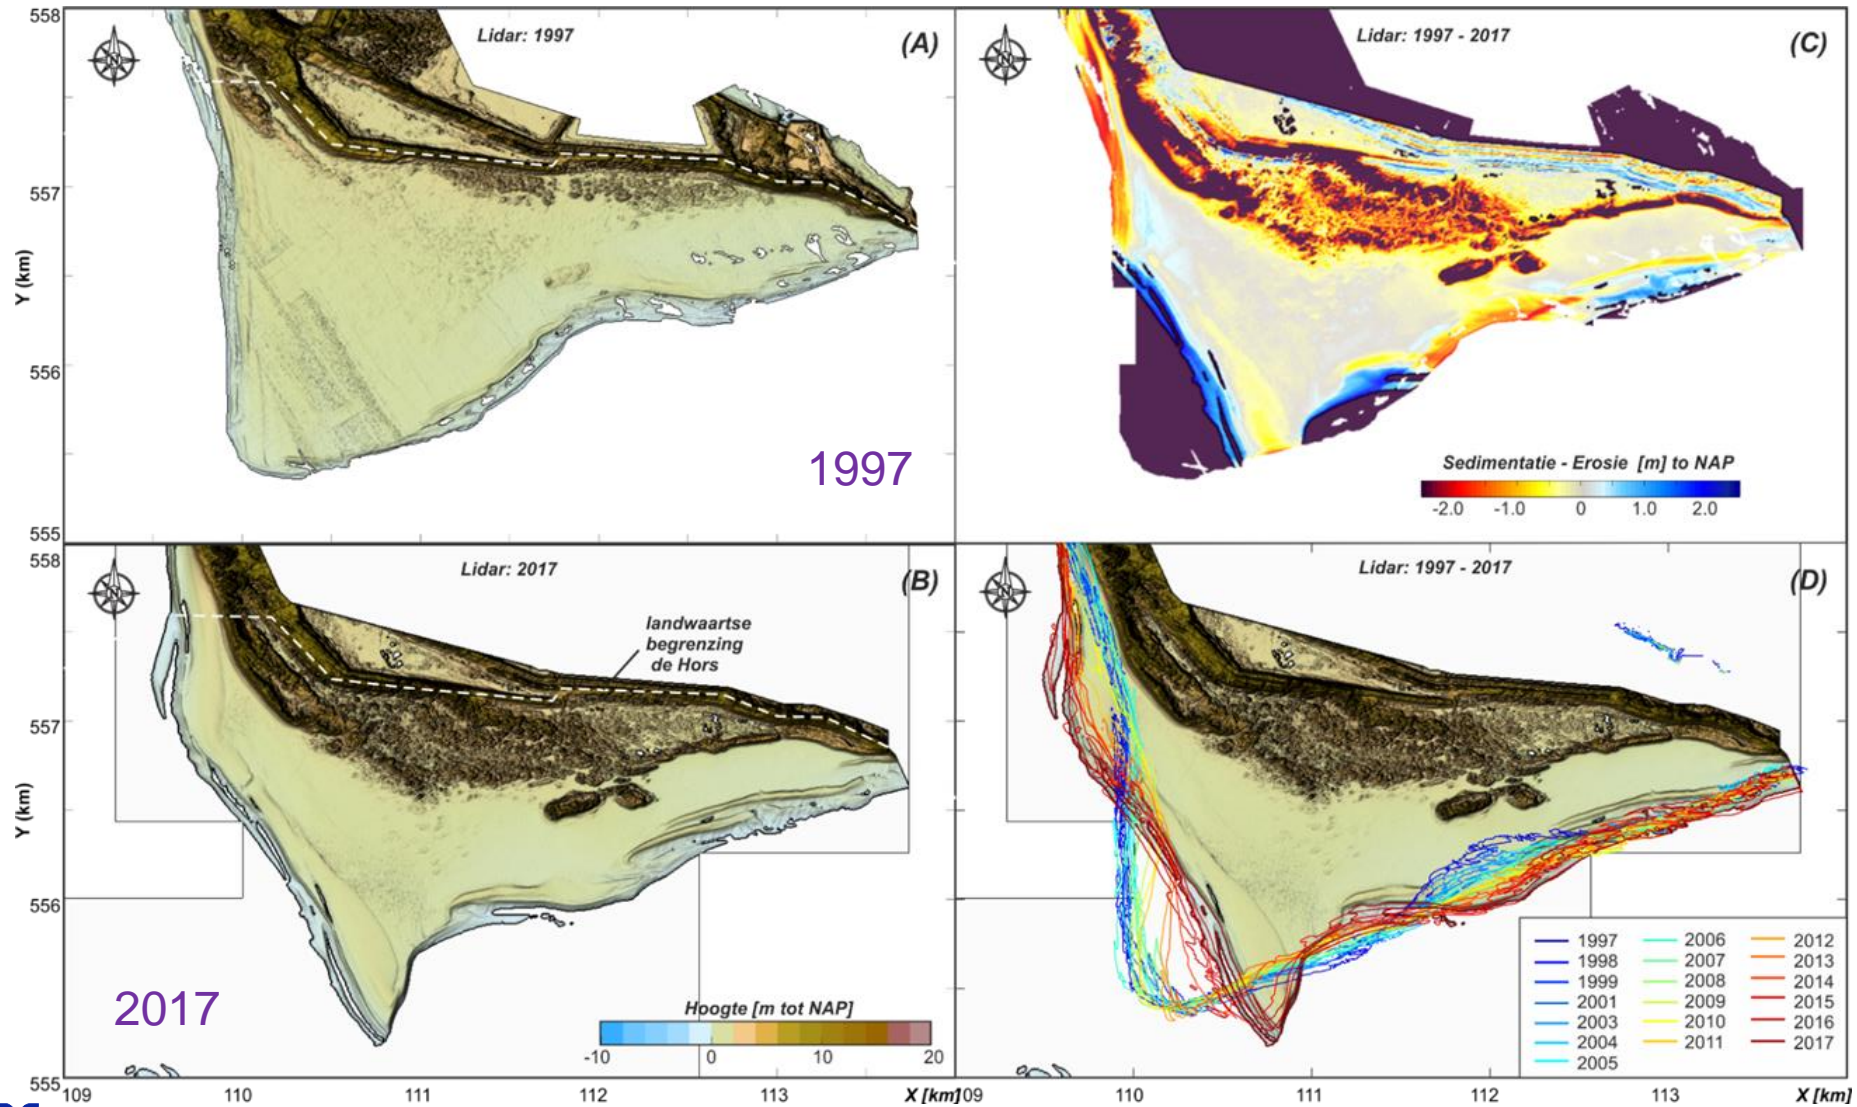 558
Lidar: 1997
(A)
N
557
Y (km)
556
1997
555
Lidar: 1997 - 2017
(C)
N
Sedimentatie - Erosie [m] to NAP
-2.0 -1.0 0 1.0 2.0
558
Lidar: 2017
(B)
N
landwaartse
begrenzing
de Hors
557
Y (km)
556
2017
Hoogte [m tot NAP]
-10 0 10 20
555
109 110 111 112 113 X [km]
Lidar: 1997 - 2017
(D)
N
1997 2006 2012
1998 2007 2013
1999 2008 2014
2001 2009 2015
2003 2010 2016
2004 2011 2017
2005
109 110 111 112 113 X [km]